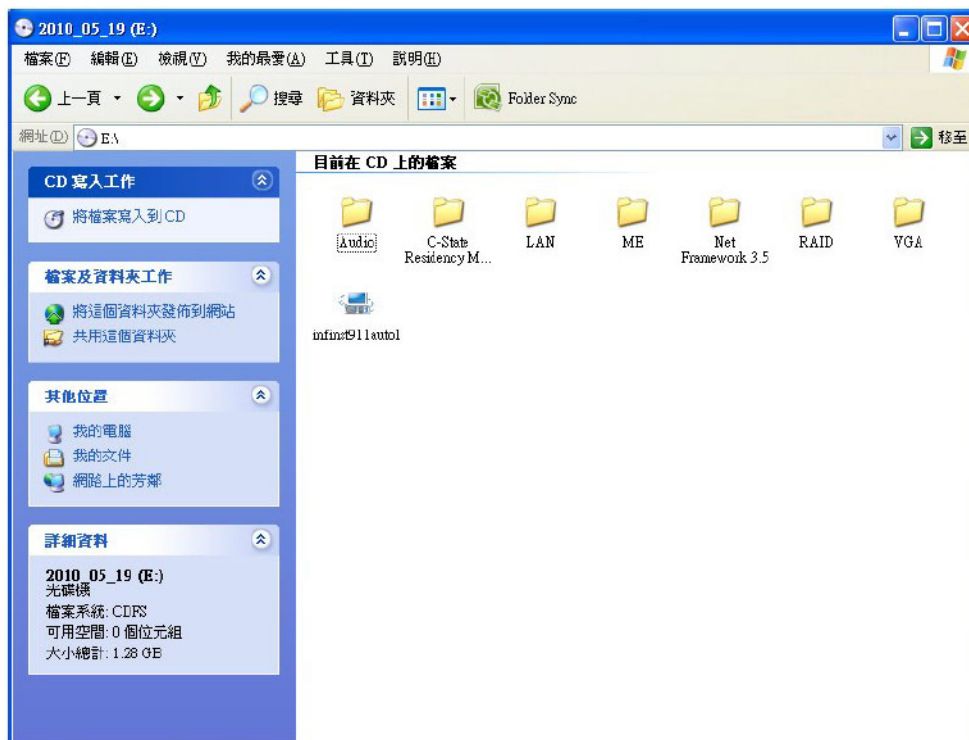 2010_05_19 (E:)
檔案(F) 編輯(E) 檢視(V) 我的最愛(A) 工具(T) 說明(H)
上一頁 搜尋 資料夾 Folder Sync
網址(D) E:\ 移至
CD 寫入工作
將檔案寫入到 CD
檔案及資料夾工作
將這個資料夾發佈到網站
共用這個資料夾
其他位置
我的電腦
我的文件
網路上的芳鄰
詳細資料
2010_05_19 (E:)
光碟機
檔案系統: CDFS
可用空間: 0 個位元組
大小總計: 1.28 GB
目前在 CD 上的檔案
Audio
C-State
Residency M...
LAN
ME
Net
Framework 3.5
RAID
VGA
infinst911autol